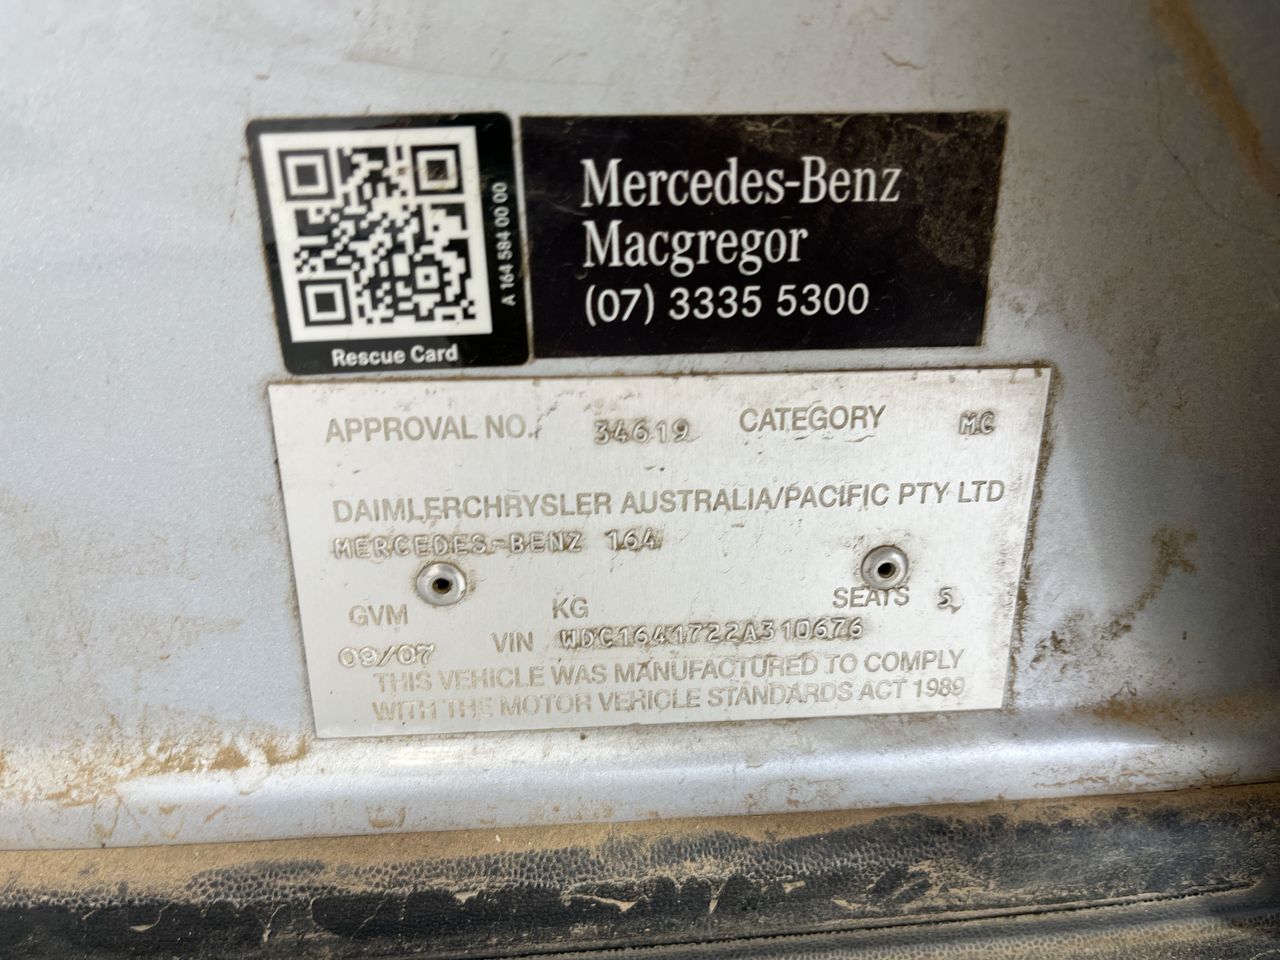 Mercedes-Benz
Macgregor
(07) 3335 5300
A 164 584 00 00
Rescue Card
APPROVAL NO. 34619 CATEGORY MC
DAIMLERCHRYSLER AUSTRALIA/PACIFIC PTY LTD
MERCEDES-BENZ 164
GVM KG SEATS 5
09/07 VIN WDC1641722A310676
THIS VEHICLE WAS MANUFACTURED TO COMPLY
WITH THE MOTOR VEHICLE STANDARDS ACT 1989